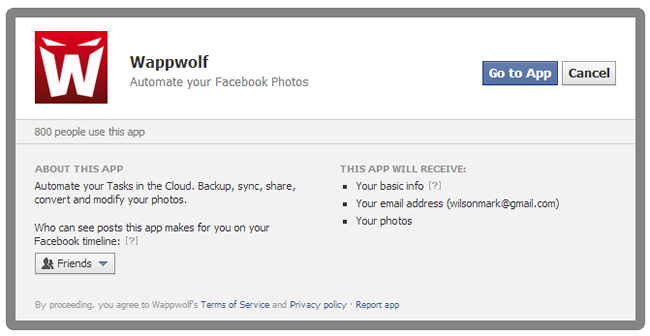 W
Wappwolf
Automate your Facebook Photos
Go to App
Cancel
800 people use this app
ABOUT THIS APP
Automate your Tasks in the Cloud. Backup, sync, share,
convert and modify your photos.
Who can see posts this app makes for you on your
Facebook timeline: [?]
Friends
THIS APP WILL RECEIVE:
Your basic info [?]
Your email address (wilsonmark@gmail.com)
Your photos
By proceeding, you agree to Wappwolf's Terms of Service and Privacy policy · Report app